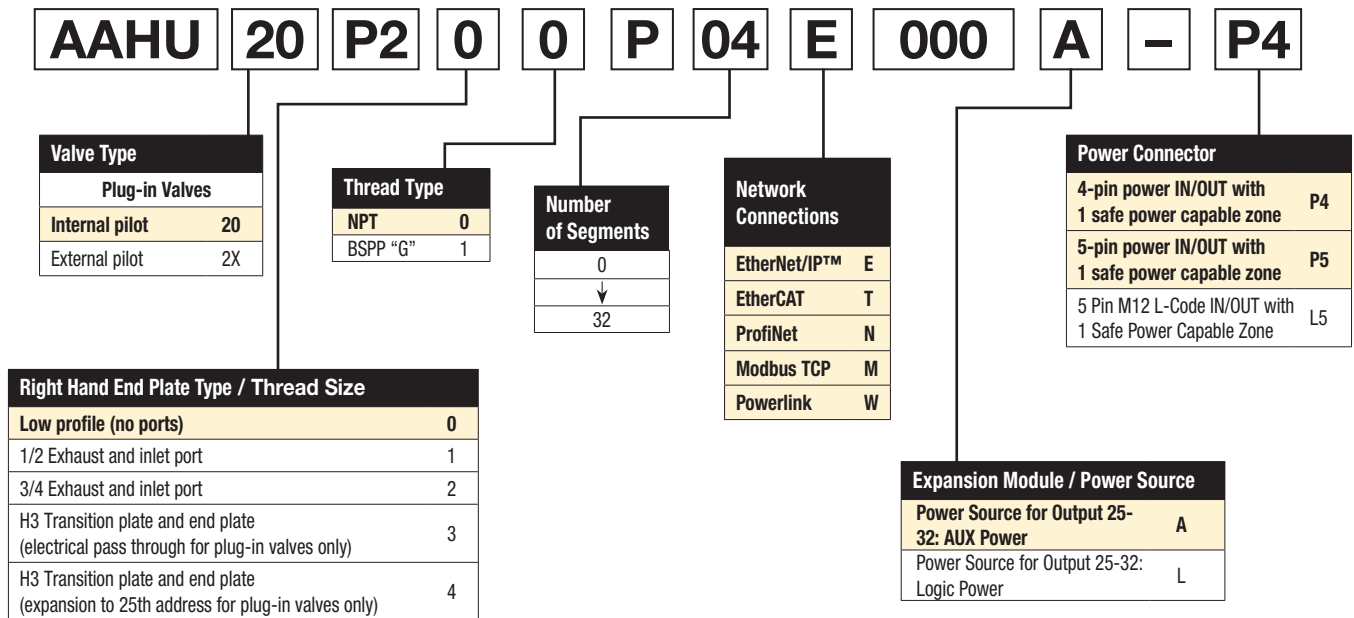 AAHU 20 P2 0 0 P 04 E 000 A – P4
Valve Type
Plug-in Valves
Internal pilot 20
External pilot 2X
Thread Type
NPT 0
BSPP “G” 1
Number
of Segments
0
↓
32
Network
Connections
EtherNet/IP™ E
EtherCAT T
ProfiNet N
Modbus TCP M
Powerlink W
Power Connector
4-pin power IN/OUT with
1 safe power capable zone P4
5-pin power IN/OUT with
1 safe power capable zone P5
5 Pin M12 L-Code IN/OUT with
1 Safe Power Capable Zone L5
Right Hand End Plate Type / Thread Size
Low profile (no ports) 0
1/2 Exhaust and inlet port 1
3/4 Exhaust and inlet port 2
H3 Transition plate and end plate
(electrical pass through for plug-in valves only) 3
H3 Transition plate and end plate
(expansion to 25th address for plug-in valves only) 4
Expansion Module / Power Source
Power Source for Output 25-
32: AUX Power A
Power Source for Output 25-32:
Logic Power L